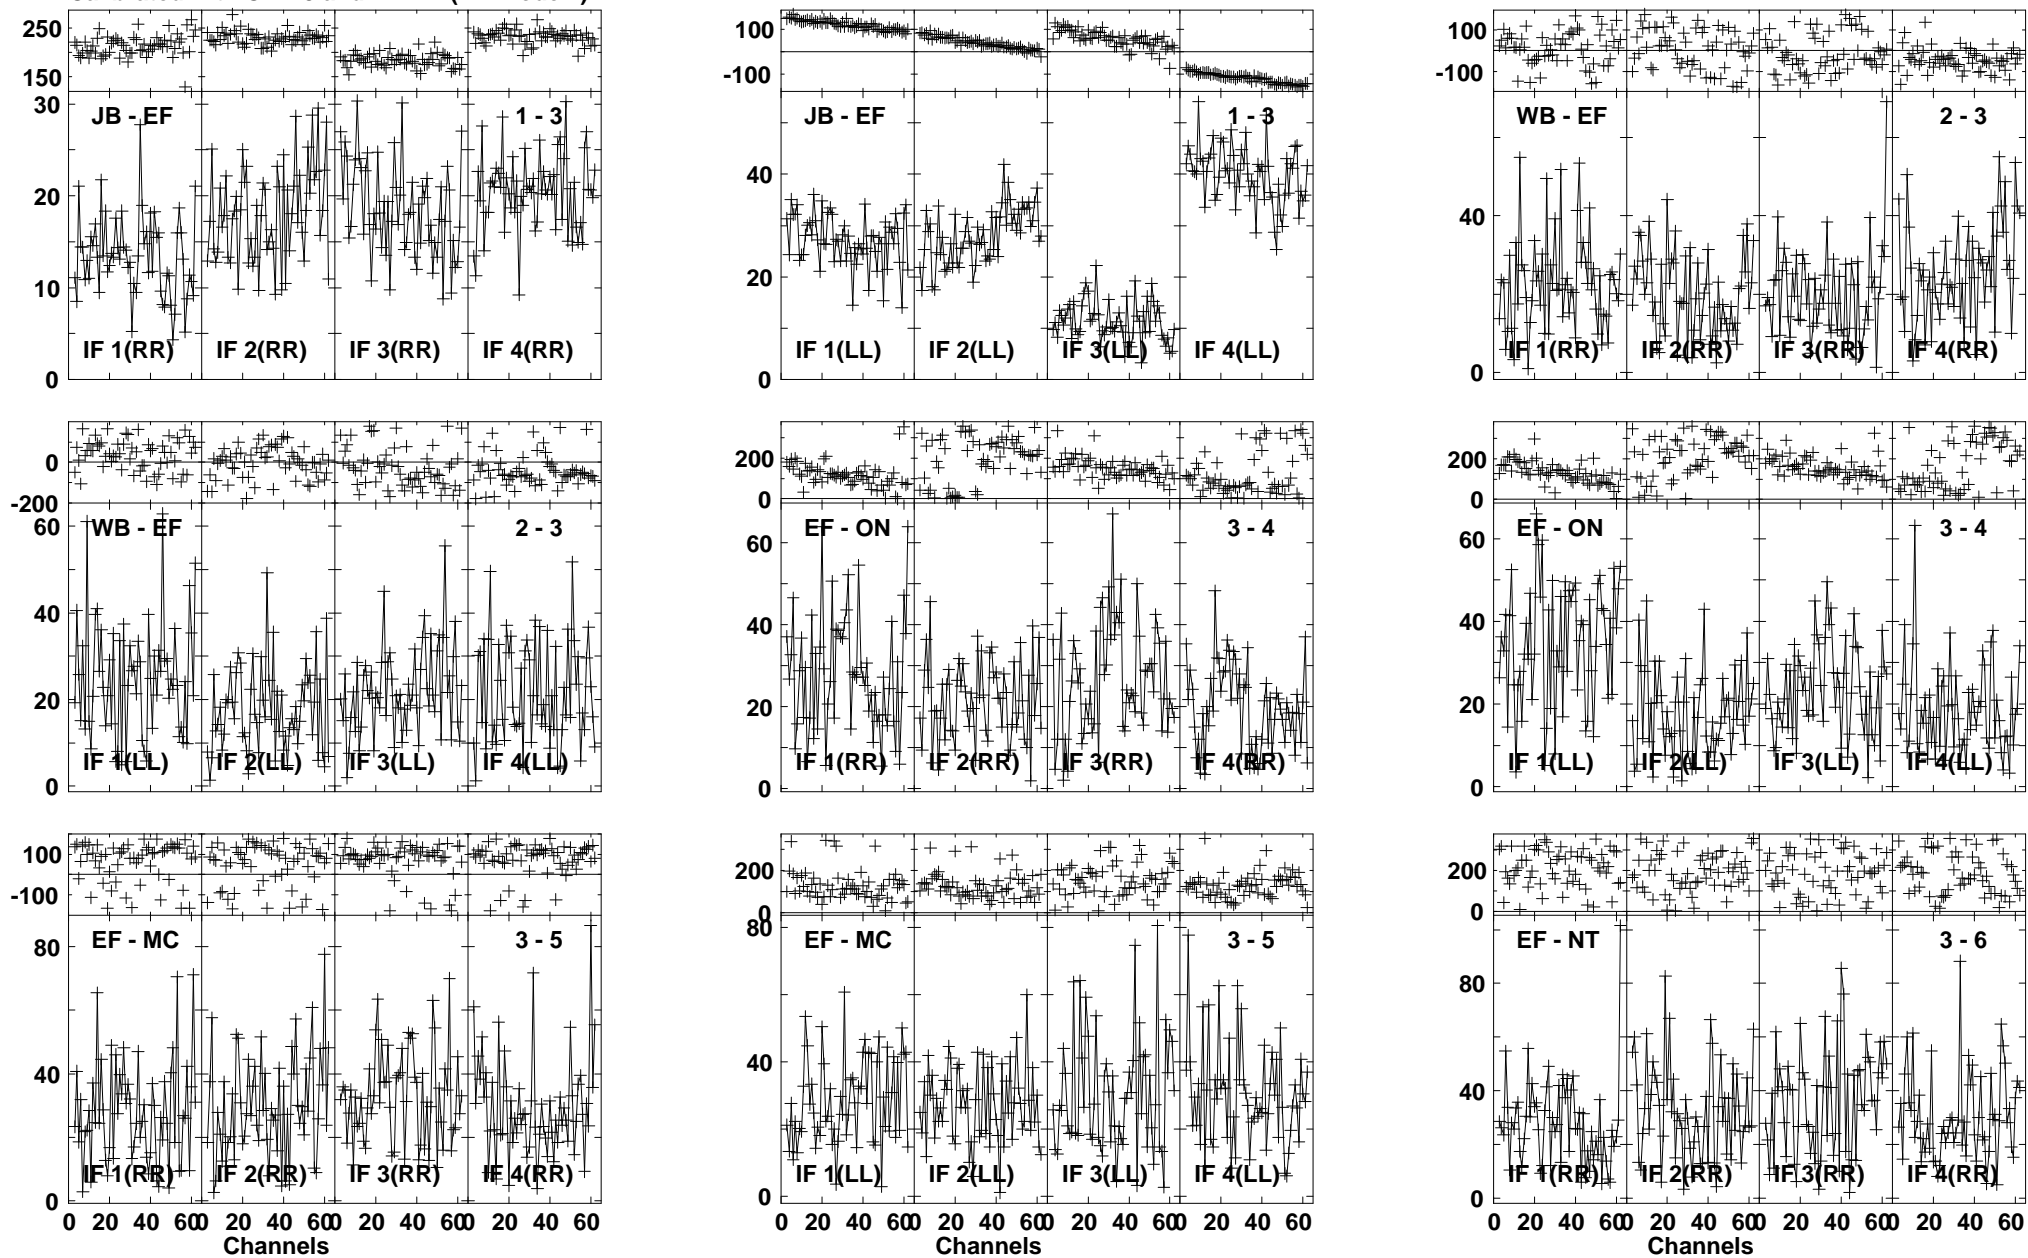 250
150
30
20
10
0
JB - EF
1 - 3
IF 1(RR)
IF 2(RR)
IF 3(RR)
IF 4(RR)
100
-100
40
20
0
JB - EF
1 - 3
IF 1(LL)
IF 2(LL)
IF 3(LL)
IF 4(LL)
100
-100
40
0
WB - EF
2 - 3
IF 1(RR)
IF 2(RR)
IF 3(RR)
IF 4(RR)
0
-200
60
40
20
0
WB - EF
2 - 3
IF 1(LL)
IF 2(LL)
IF 3(LL)
IF 4(LL)
200
0
60
40
20
0
EF - ON
3 - 4
IF 1(RR)
IF 2(RR)
IF 3(RR)
IF 4(RR)
200
0
60
40
20
0
EF - ON
3 - 4
IF 1(LL)
IF 2(LL)
IF 3(LL)
IF 4(LL)
100
-100
80
40
0
EF - MC
3 - 5
IF 1(RR)
IF 2(RR)
IF 3(RR)
IF 4(RR)
0 20 40 60 0 20 40 60 0 20 40 60 0 20 40 60
Channels
200
0
80
40
0
EF - MC
3 - 5
IF 1(LL)
IF 2(LL)
IF 3(LL)
IF 4(LL)
0 20 40 60 0 20 40 60 0 20 40 60 0 20 40 60
Channels
200
0
80
40
0
EF - NT
3 - 6
IF 1(RR)
IF 2(RR)
IF 3(RR)
IF 4(RR)
0 20 40 60 0 20 40 60 0 20 40 60 0 20 40 60
Channels